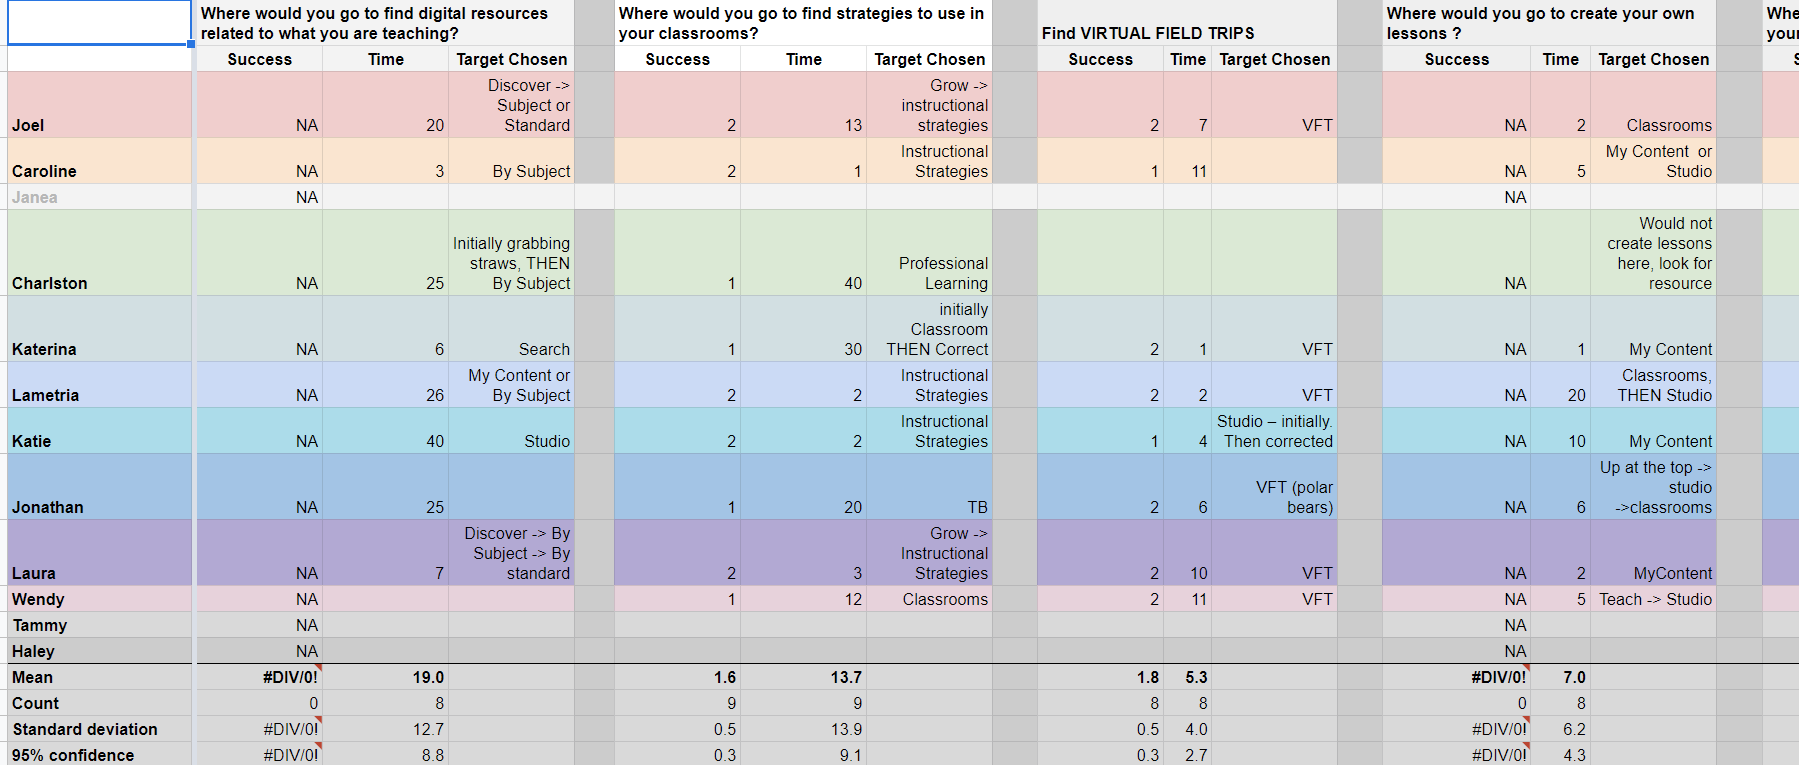 Where would you go to find digital resources related to what you are teaching? Where would you go to find strategies to use in your classrooms? Find VIRTUAL FIELD TRIPS Where would you go to create your own lessons ? Whe your
Success Time Target Chosen Success Time Target Chosen Success Time Target Chosen Success Time Target Chosen S
Joel NA 20 Discover -> Subject or Standard 2 13 Grow -> instructional strategies 2 7 VFT NA 2 Classrooms
Caroline NA 3 By Subject 2 1 Instructional Strategies 1 11 NA 5 My Content or Studio
Janea NA NA
Charlston NA 25 Initially grabbing straws, THEN By Subject 1 40 Professional Learning NA Would not create lessons here, look for resource
Katerina NA 6 Search 1 30 initially Classroom THEN Correct 2 1 VFT NA 1 My Content
Lametria NA 26 My Content or By Subject 2 2 Instructional Strategies 2 2 VFT NA 20 Classrooms, THEN Studio
Katie NA 40 Studio 2 2 Instructional Strategies 1 4 Studio – initially. Then corrected NA 10 My Content
Jonathan NA 25 1 20 TB 2 6 VFT (polar bears) NA 6 Up at the top -> studio ->classrooms
Laura NA 7 Discover -> By Subject -> By standard 2 3 Grow -> Instructional Strategies 2 10 VFT NA 2 MyContent
Wendy NA 1 12 Classrooms 2 11 VFT NA 5 Teach -> Studio
Tammy NA NA
Haley NA NA
Mean #DIV/0! 19.0 1.6 13.7 1.8 5.3 #DIV/0! 7.0
Count 0 8 9 9 8 8 0 8
Standard deviation #DIV/0! 12.7 0.5 13.9 0.5 4.0 #DIV/0! 6.2
95% confidence #DIV/0! 8.8 0.3 9.1 0.3 2.7 #DIV/0! 4.3